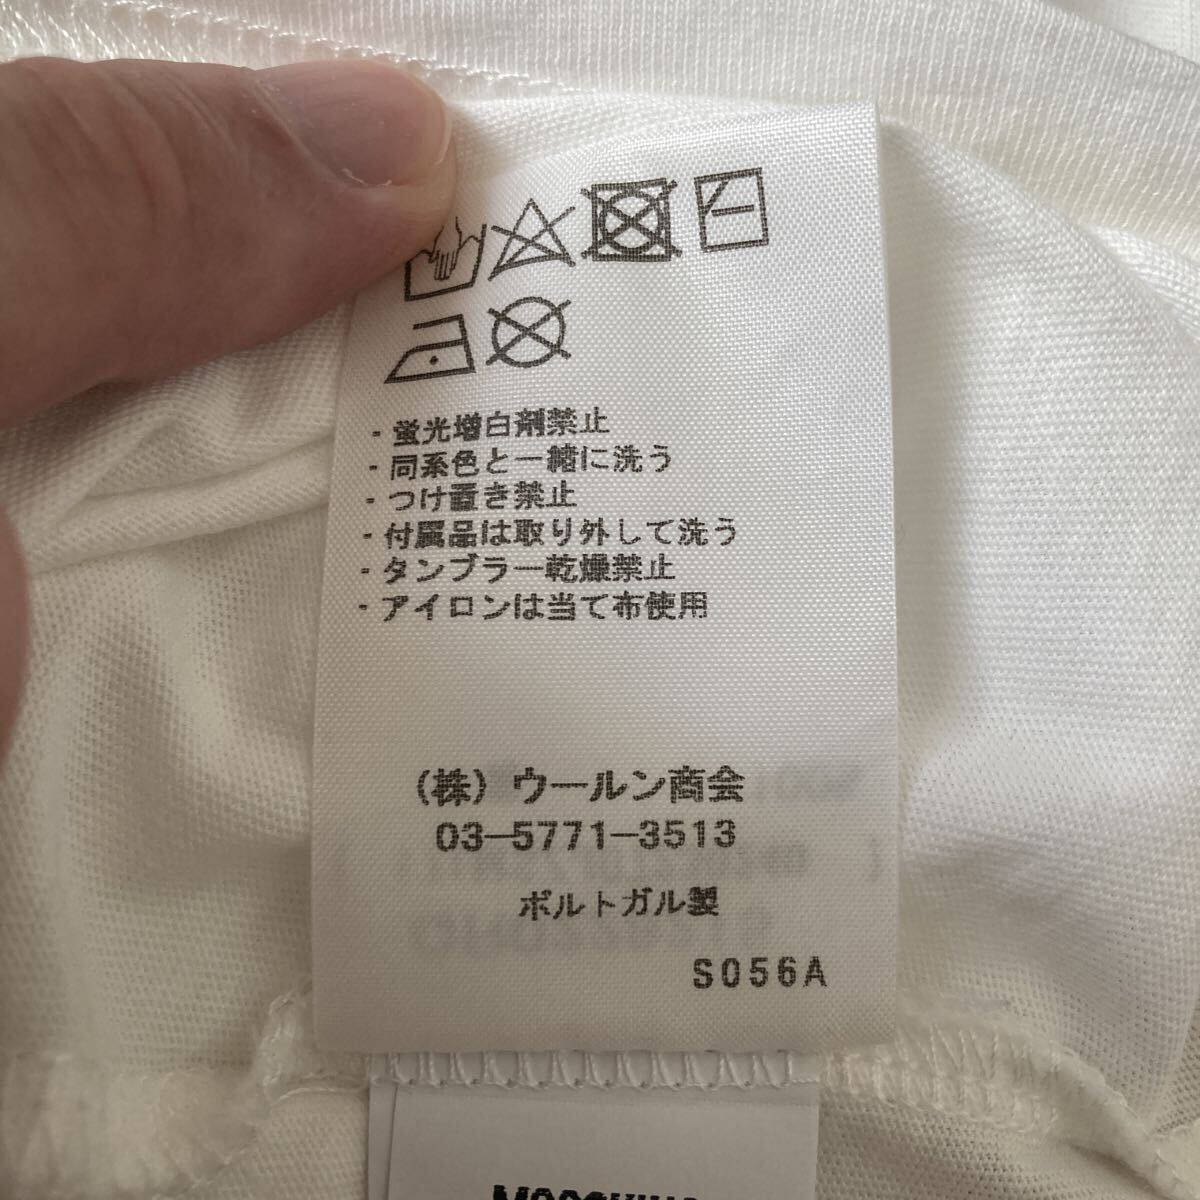 ・蛍光増白剤禁止
・同系色と一緒に洗う
・つけ置き禁止
・付属品は取り外して洗う
・タンブラー乾燥禁止
・アイロンは当て布使用
(株) ウールン商会
03-5771-3513
ポルトガル製
S056A